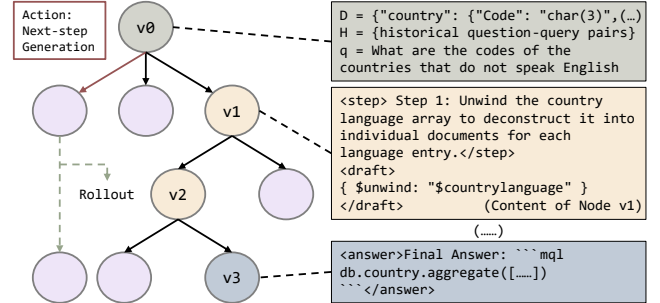 Action:
Next-step
Generation
v0
D = {"country": {"Code": "char(3)",(…)
H = {historical question-query pairs}
q = What are the codes of the
countries that do not speak English
v1
<step> Step 1: Unwind the country
language array to deconstruct it into
individual documents for each
language entry.</step>
<draft>
{ $unwind: "$countrylanguage" }
</draft> (Content of Node v1)
Rollout
v2
(……)
v3
<answer>Final Answer: ```mql
db.country.aggregate([……])
```</answer>